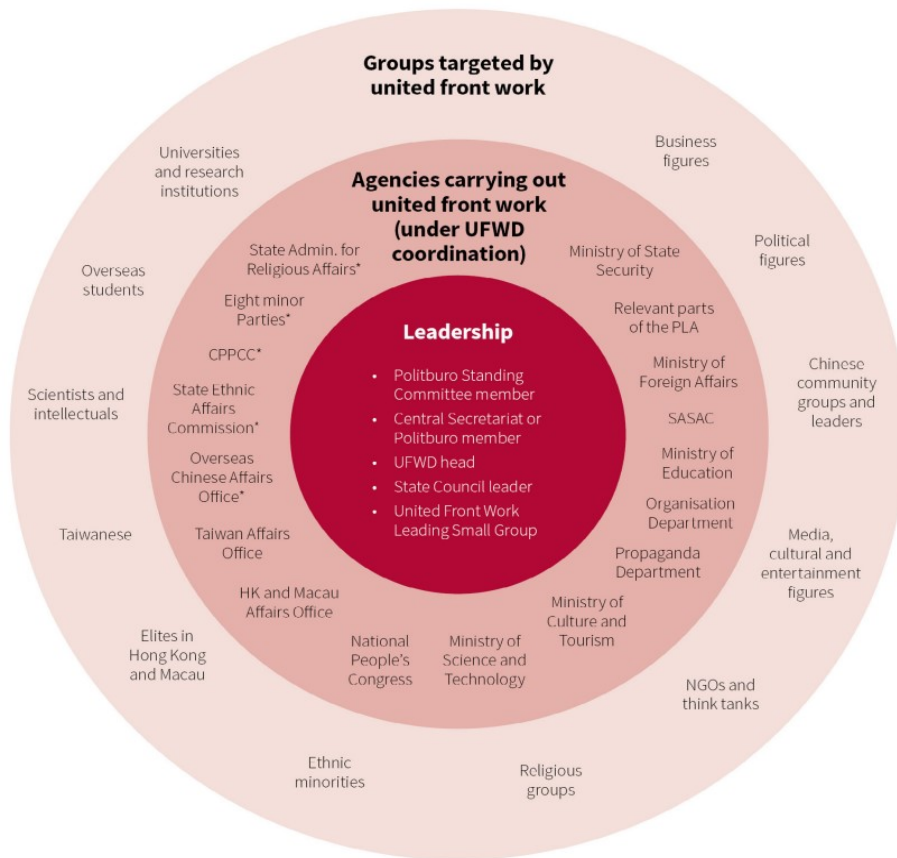 Groups targeted by
united front work
Universities
and research
institutions
Business
figures
Overseas
students
Political
figures
Scientists and
intellectuals
Chinese
community
groups and
leaders
Taiwanese
Media,
cultural and
entertainment
figures
Elites in
Hong Kong
and Macau
NGOs and
think tanks
Ethnic
minorities
Religious
groups
Agencies carrying out
united front work
(under UFWD
coordination)
State Admin. for
Religious Affairs*
Ministry of State
Security
Eight minor
Parties*
Relevant parts
of the PLA
CPPCC*
Ministry of
Foreign Affairs
State Ethnic
Affairs
Commission*
SASAC
Overseas
Chinese Affairs
Office*
Ministry of
Education
Organisation
Department
Taiwan Affairs
Office
Propaganda
Department
HK and Macau
Affairs Office
Ministry of
Culture and
Tourism
National
People's
Congress
Ministry of
Science and
Technology
Leadership
• Politburo Standing
Committee member
• Central Secretariat or
Politburo member
• UFWD head
• State Council leader
• United Front Work
Leading Small Group